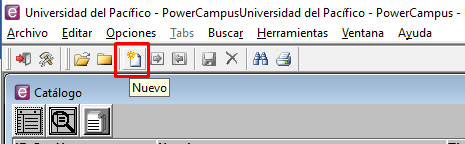 Universidad del Pacífico - PowerCampusUniversidad del Pacífico - PowerCampus -
Archivo Editar Opciones Tabs Buscar Herramientas Ventana Ayuda
Nuevo
Catálogo